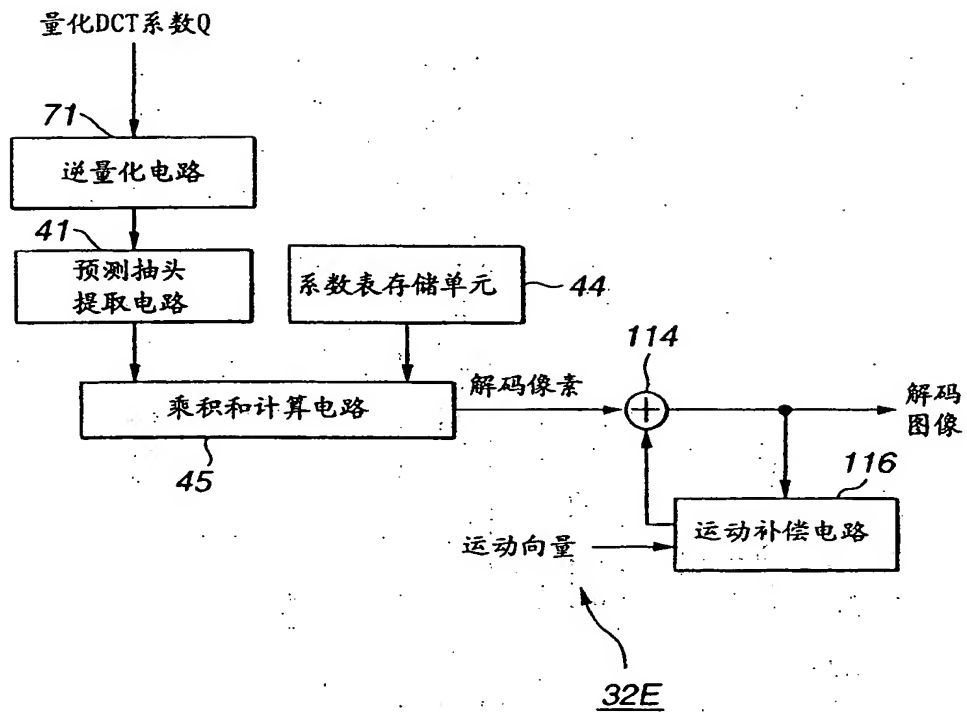 量化DCT系数Q
71
逆量化电路
41
预测抽头
提取电路
系数表存储单元
44
乘积和计算电路
45
解码像素
114
解码
图像
116
运动补偿电路
运动向量
32E